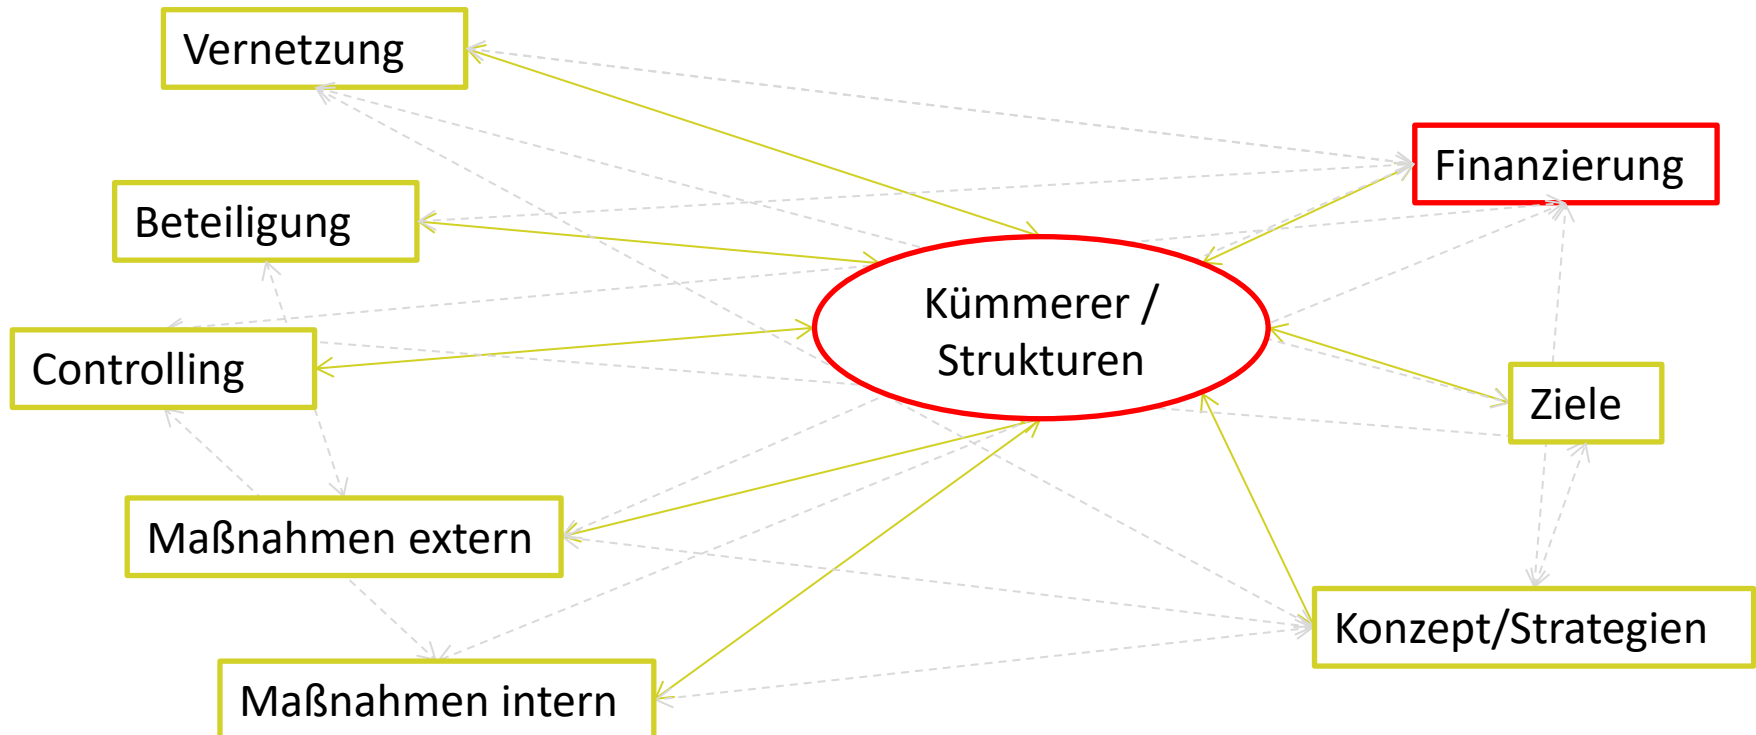 Vernetzung
Finanzierung
Beteiligung
Kümmerer /
Strukturen
Controlling
Ziele
Maßnahmen extern
Konzept/Strategien
Maßnahmen intern